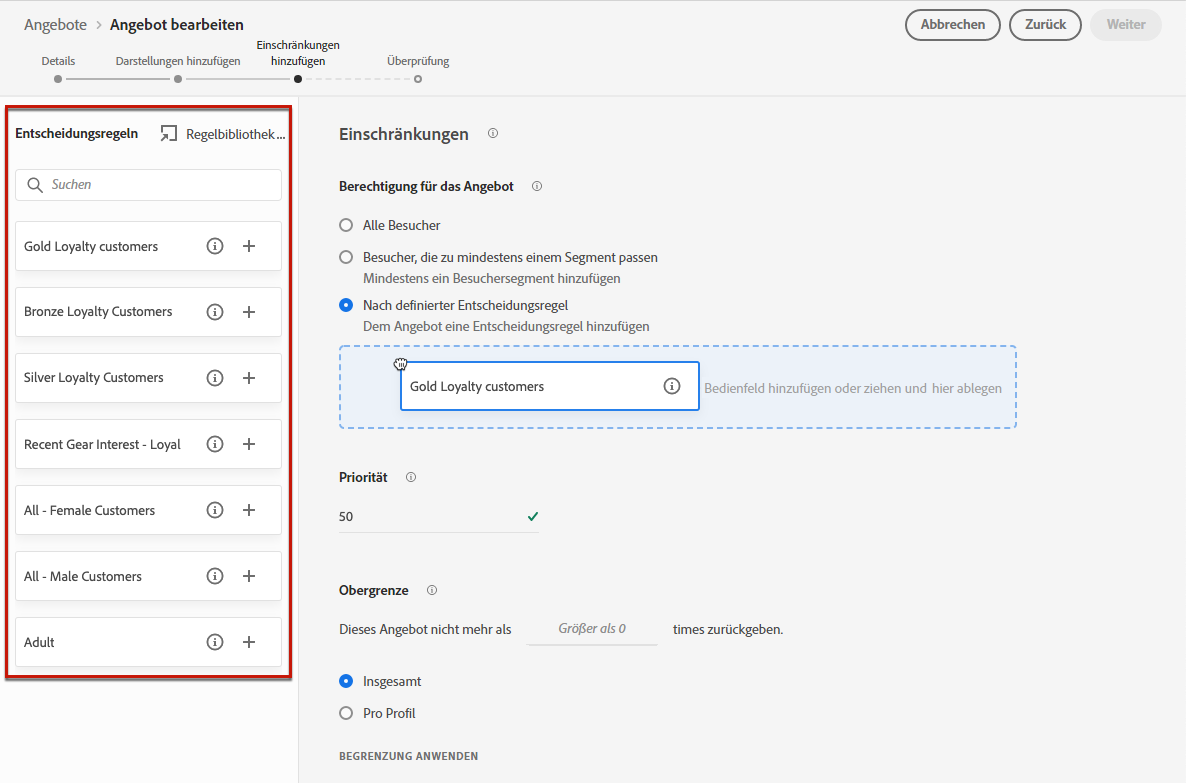 Angebote > Angebot bearbeiten
Abbrechen
Zurück
Weiter
Details
Darstellungen hinzufügen
Einschränkungen
hinzufügen
Überprüfung
Entscheidungsregeln
Regelbibliothek...
Suchen
Gold Loyalty customers
Bronze Loyalty Customers
Silver Loyalty Customers
Recent Gear Interest - Loyal
All - Female Customers
All - Male Customers
Adult
Einschränkungen
Berechtigung für das Angebot
Alle Besucher
Besucher, die zu mindestens einem Segment passen
Mindestens ein Besuchersegment hinzufügen
Nach definierter Entscheidungsregel
Dem Angebot eine Entscheidungsregel hinzufügen
Gold Loyalty customers
Bedienfeld hinzufügen oder ziehen und hier ablegen
Priorität
50
Obergrenze
Dieses Angebot nicht mehr als Größer als 0 times zurückgeben.
Insgesamt
Pro Profil
BEGRENZUNG ANWENDEN